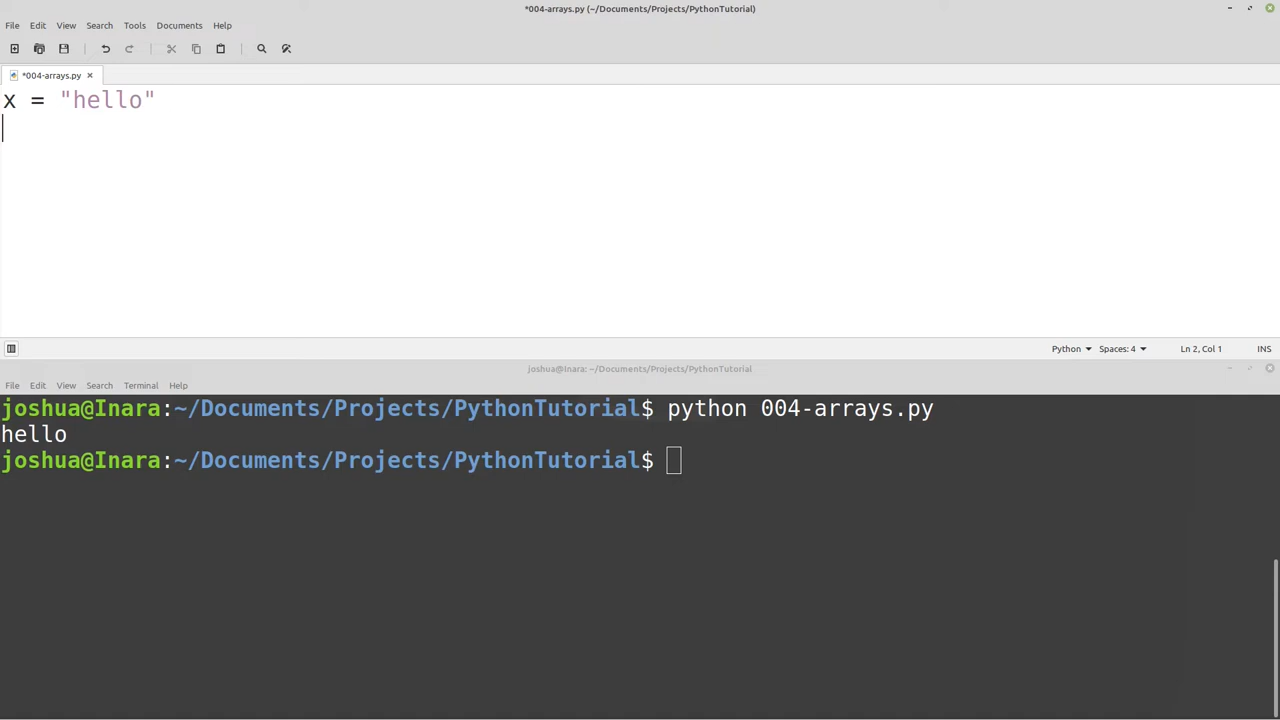 *004-arrays.py (~/Documents/Projects/PythonTutorial)
File Edit View Search Tools Documents Help
*004-arrays.py ×
x = "hello"
Python Spaces: 4 Ln 2, Col 1 INS
joshua@Inara: ~/Documents/Projects/PythonTutorial
File Edit View Search Terminal Help
joshua@Inara:~/Documents/Projects/PythonTutorial$ python 004-arrays.py
hello
joshua@Inara:~/Documents/Projects/PythonTutorial$